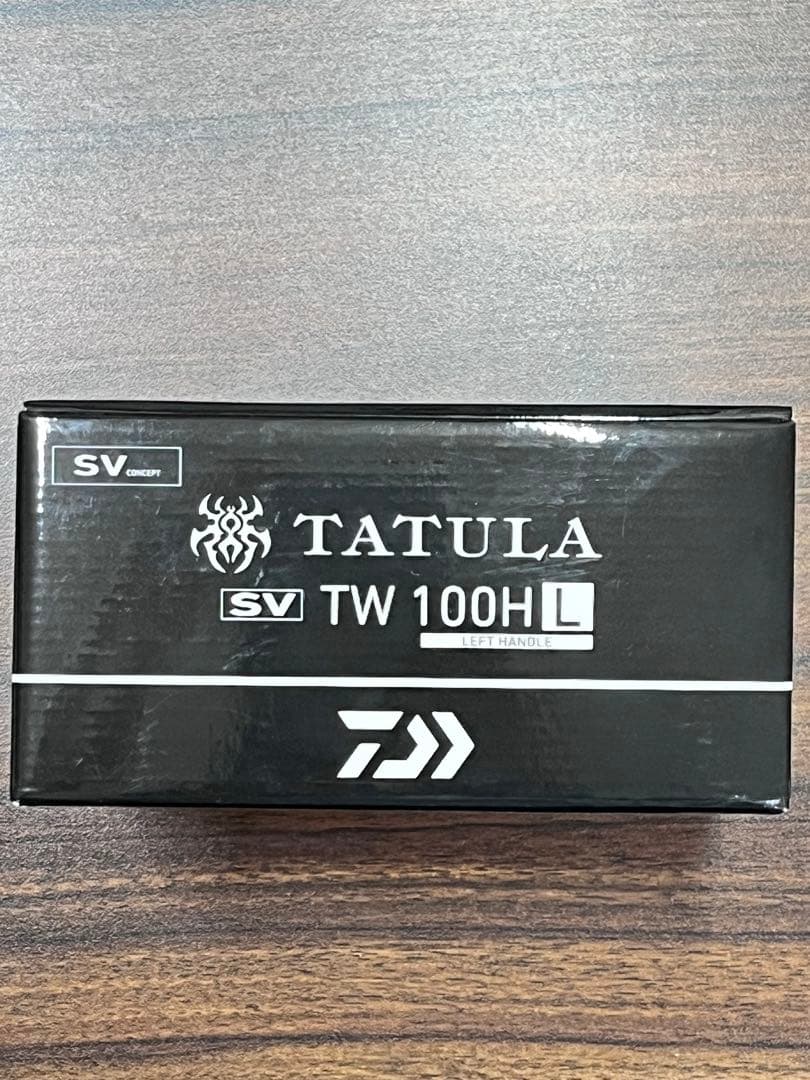 SV CONCEPT
TATULA
SV TW 100H L
LEFT HANDLE